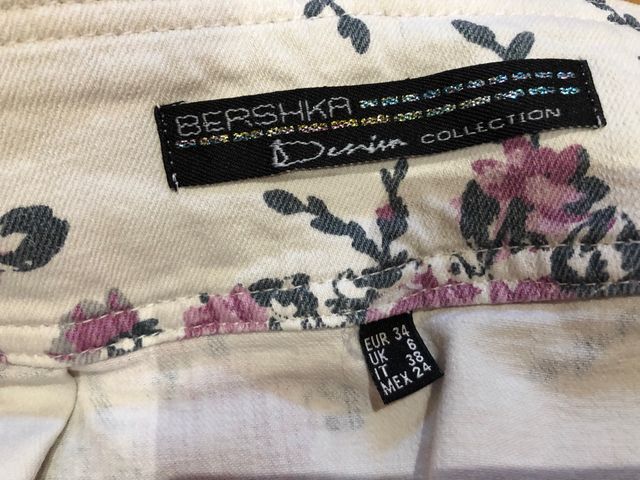 BERSHKA
Denim COLLECTION
EUR 34
UK 6
IT 38
MEX 24